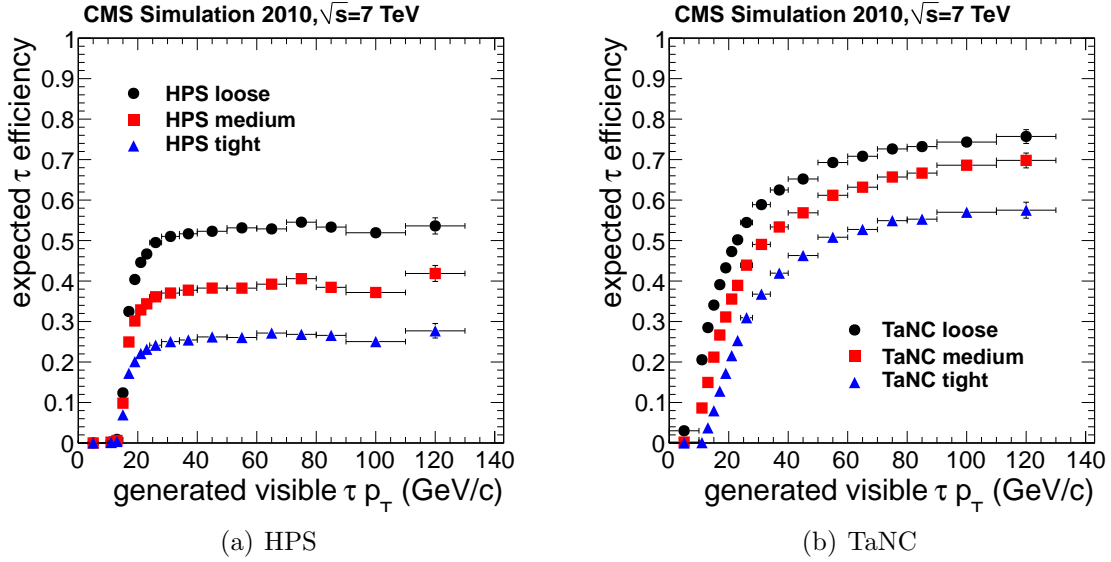 CMS Simulation 2010,√s=7 TeV
expected τ efficiency
1
0.9
0.8
0.7
0.6
0.5
0.4
0.3
0.2
0.1
0
HPS loose
HPS medium
HPS tight
20 40 60 80 100 120 140
generated visible τ p_T (GeV/c)
(a) HPS
CMS Simulation 2010,√s=7 TeV
expected τ efficiency
1
0.9
0.8
0.7
0.6
0.5
0.4
0.3
0.2
0.1
0
TaNC loose
TaNC medium
TaNC tight
20 40 60 80 100 120 140
generated visible τ p_T (GeV/c)
(b) TaNC